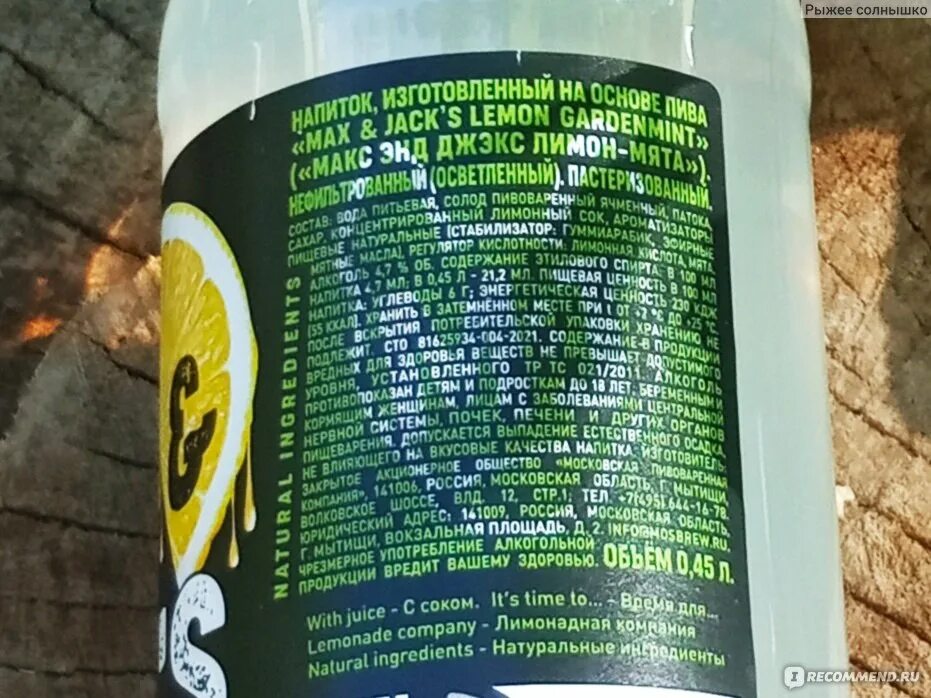 Рыжее солнышко
НАПИТОК, ИЗГОТОВЛЕННЫЙ НА ОСНОВЕ ПИВА
«MAX & JACK'S LEMON GARDENMINT»
(«МАКС ЭНД ДЖЭКС ЛИМОН-МЯТА»).
НЕФИЛЬТРОВАННЫЙ (ОСВЕТЛЕННЫЙ). ПАСТЕРИЗОВАННЫЙ.
СОСТАВ: ВОДА ПИТЬЕВАЯ, СОЛОД ПИВОВАРЕННЫЙ ЯЧМЕННЫЙ, ПАТОКА,
САХАР, КОНЦЕНТРИРОВАННЫЙ ЛИМОННЫЙ СОК, АРОМАТИЗАТОРЫ
ПИЩЕВЫЕ НАТУРАЛЬНЫЕ (СТАБИЛИЗАТОР: ГУММИАРАБИК, ЭФИРНЫЕ
МЯТНЫЕ МАСЛА), РЕГУЛЯТОР КИСЛОТНОСТИ: ЛИМОННАЯ КИСЛОТА, МЯТА.
АЛКОГОЛЬ 4,7 % ОБ. СОДЕРЖАНИЕ ЭТИЛОВОГО СПИРТА: В 100 МЛ
НАПИТКА 4,7 МЛ; В 0,45 Л - 21,2 МЛ. ПИЩЕВАЯ ЦЕННОСТЬ В 100 МЛ
НАПИТКА: УГЛЕВОДЫ 6 Г; ЭНЕРГЕТИЧЕСКАЯ ЦЕННОСТЬ 230 КДЖ
(55 ККАЛ). ХРАНИТЬ В ЗАТЕМНЁННОМ МЕСТЕ ПРИ t ОТ +2 °С ДО +25 °С.
ПОСЛЕ ВСКРЫТИЯ ПОТРЕБИТЕЛЬСКОЙ УПАКОВКИ ХРАНЕНИЮ НЕ
ПОДЛЕЖИТ. СТО 81625934-004-2021. СОДЕРЖАНИЕ В ПРОДУКЦИИ
ВРЕДНЫХ ДЛЯ ЗДОРОВЬЯ ВЕЩЕСТВ НЕ ПРЕВЫШАЕТ ДОПУСТИМОГО
УРОВНЯ, УСТАНОВЛЕННОГО ТР ТС 021/2011. АЛКОГОЛЬ
ПРОТИВОПОКАЗАН ДЕТЯМ И ПОДРОСТКАМ ДО 18 ЛЕТ, БЕРЕМЕННЫМ И
КОРМЯЩИМ ЖЕНЩИНАМ, ЛИЦАМ С ЗАБОЛЕВАНИЯМИ ЦЕНТРАЛЬНОЙ
НЕРВНОЙ СИСТЕМЫ, ПОЧЕК, ПЕЧЕНИ И ДРУГИХ ОРГАНОВ
ПИЩЕВАРЕНИЯ. ДОПУСКАЕТСЯ ВЫПАДЕНИЕ ЕСТЕСТВЕННОГО ОСАДКА,
НЕ ВЛИЯЮЩЕГО НА ВКУСОВЫЕ КАЧЕСТВА НАПИТКА. ИЗГОТОВИТЕЛЬ:
ЗАКРЫТОЕ АКЦИОНЕРНОЕ ОБЩЕСТВО «МОСКОВСКАЯ ПИВОВАРЕННАЯ
КОМПАНИЯ», 141006, РОССИЯ, МОСКОВСКАЯ ОБЛАСТЬ, Г. МЫТИЩИ,
ВОЛКОВСКОЕ ШОССЕ, ВЛД. 12, СТР.1, ТЕЛ. +7(495) 644-16-78.
ЮРИДИЧЕСКИЙ АДРЕС: 141009, РОССИЯ, МОСКОВСКАЯ ОБЛАСТЬ,
Г. МЫТИЩИ, ВОКЗАЛЬНАЯ ПЛОЩАДЬ, Д. 2. INFO@MOSBREW.RU.
ЧРЕЗМЕРНОЕ УПОТРЕБЛЕНИЕ АЛКОГОЛЬНОЙ
ПРОДУКЦИИ ВРЕДИТ ВАШЕМУ ЗДОРОВЬЮ. ОБЪЁМ 0,45 Л.
With juice - С соком. It's time to... - Время для...
Lemonade company - Лимонадная компания
Natural ingredients - Натуральные ингредиенты
NATURAL INGREDIENTS
&
I RECOMMEND.RU